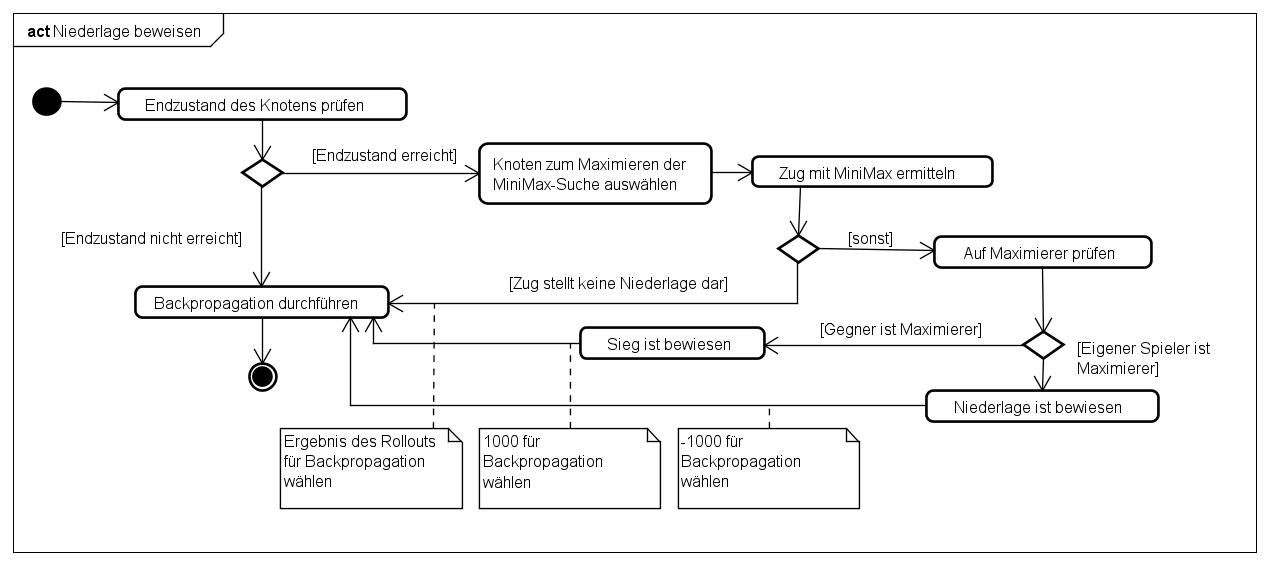 act Niederlage beweisen
Endzustand des Knotens prüfen
[Endzustand erreicht]
Knoten zum Maximieren der
MiniMax-Suche auswählen
Zug mit MiniMax ermitteln
[Endzustand nicht erreicht]
[sonst]
Auf Maximierer prüfen
[Zug stellt keine Niederlage dar]
Backpropagation durchführen
[Gegner ist Maximierer]
Sieg ist bewiesen
[Eigener Spieler ist
Maximierer]
Niederlage ist bewiesen
Ergebnis des Rollouts
für Backpropagation
wählen
1000 für
Backpropagation
wählen
-1000 für
Backpropagation
wählen